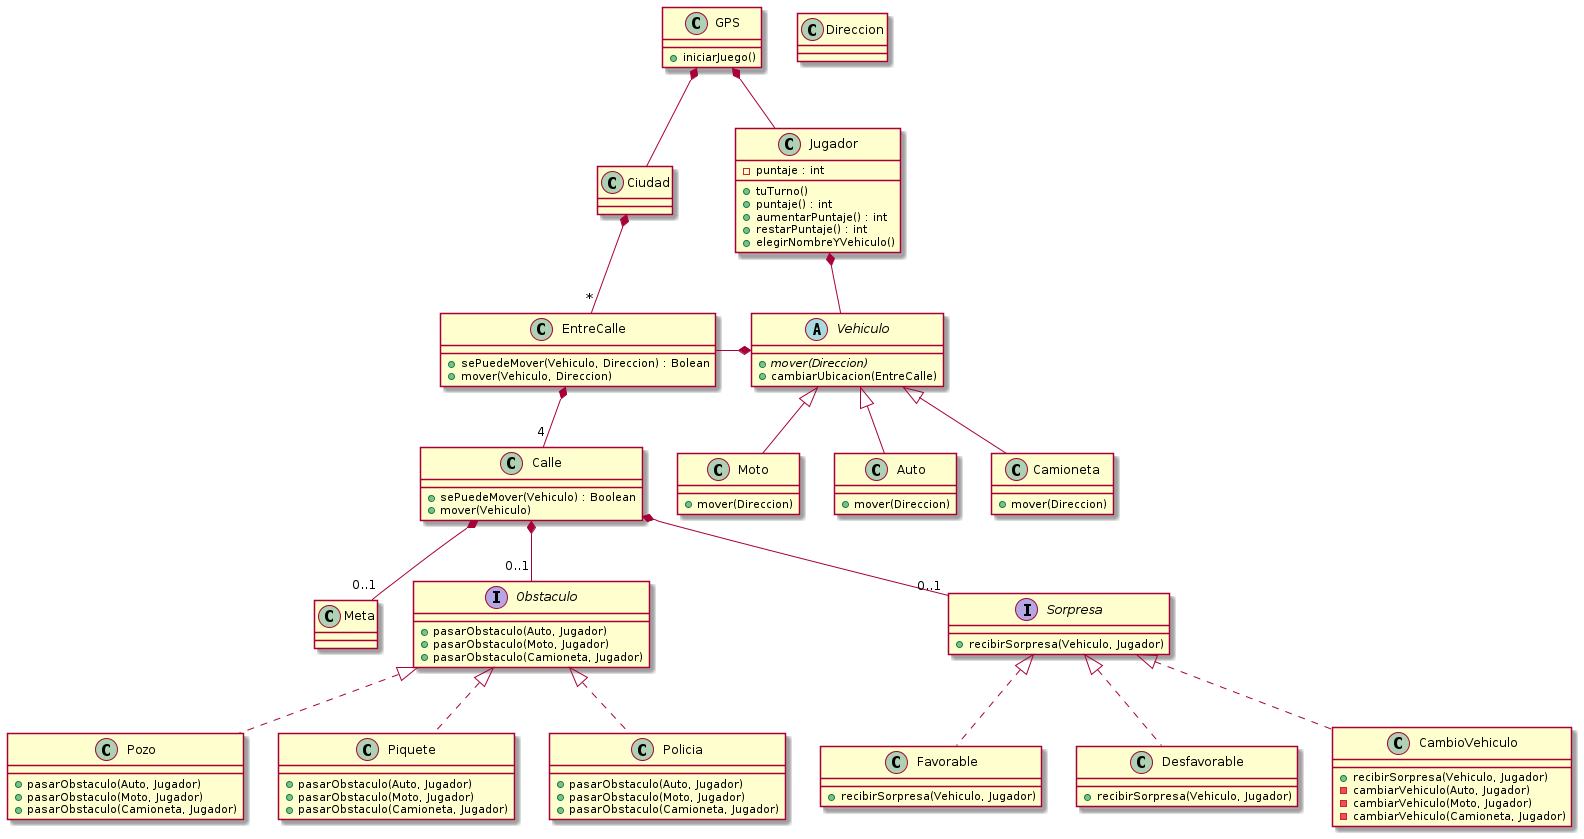 C GPS
iniciarJuego()
C Direccion
C Ciudad
C Jugador
puntaje : int
tuTurno()
puntaje() : int
aumentarPuntaje() : int
restarPuntaje() : int
elegirNombreYVehiculo()
*
C EntreCalle
sePuedeMover(Vehiculo, Direccion) : Bolean
mover(Vehiculo, Direccion)
A Vehiculo
mover(Direccion)
cambiarUbicacion(EntreCalle)
4
C Calle
sePuedeMover(Vehiculo) : Boolean
mover(Vehiculo)
C Moto
mover(Direccion)
C Auto
mover(Direccion)
C Camioneta
mover(Direccion)
0..1
0..1
0..1
C Meta
I Obstaculo
pasarObstaculo(Auto, Jugador)
pasarObstaculo(Moto, Jugador)
pasarObstaculo(Camioneta, Jugador)
I Sorpresa
recibirSorpresa(Vehiculo, Jugador)
C Pozo
pasarObstaculo(Auto, Jugador)
pasarObstaculo(Moto, Jugador)
pasarObstaculo(Camioneta, Jugador)
C Piquete
pasarObstaculo(Auto, Jugador)
pasarObstaculo(Moto, Jugador)
pasarObstaculo(Camioneta, Jugador)
C Policia
pasarObstaculo(Auto, Jugador)
pasarObstaculo(Moto, Jugador)
pasarObstaculo(Camioneta, Jugador)
C Favorable
recibirSorpresa(Vehiculo, Jugador)
C Desfavorable
recibirSorpresa(Vehiculo, Jugador)
C CambioVehiculo
recibirSorpresa(Vehiculo, Jugador)
cambiarVehiculo(Auto, Jugador)
cambiarVehiculo(Moto, Jugador)
cambiarVehiculo(Camioneta, Jugador)